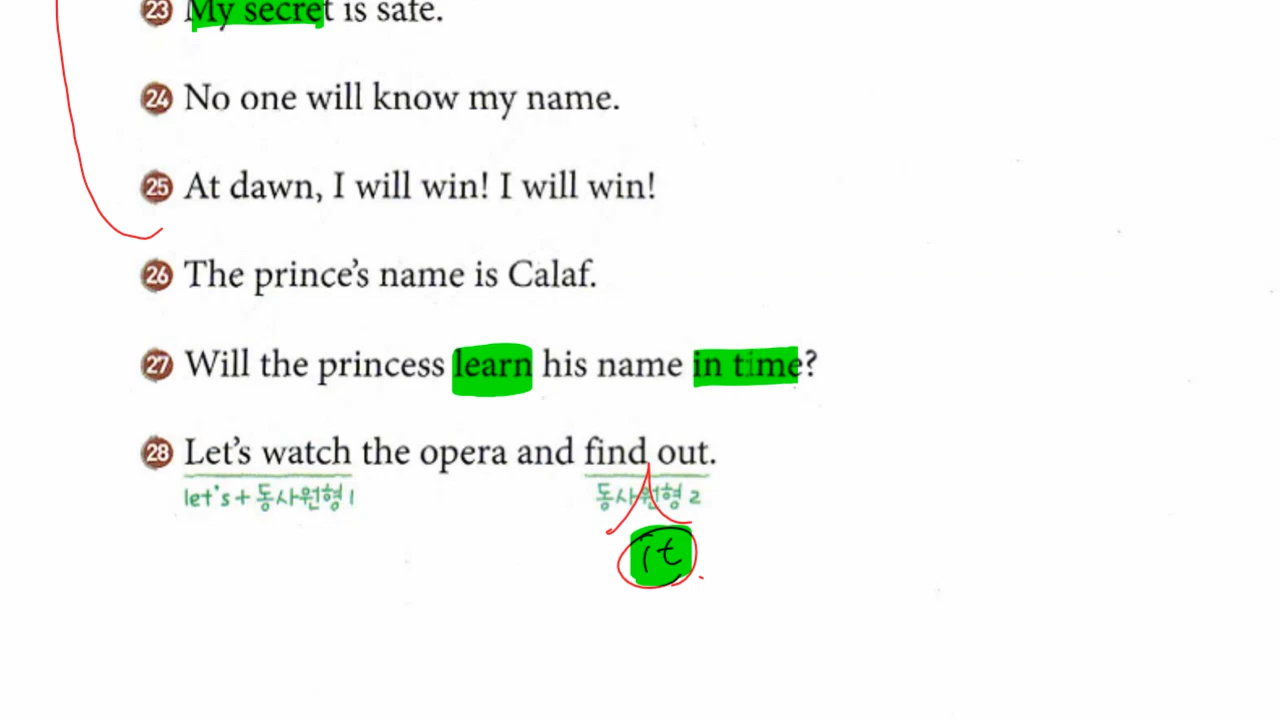 23 My secret is safe.
24 No one will know my name.
25 At dawn, I will win! I will win!
26 The prince's name is Calaf.
27 Will the princess learn his name in time?
28 Let's watch the opera and find out.
let's + 동사원형 1 동사원형 2
it